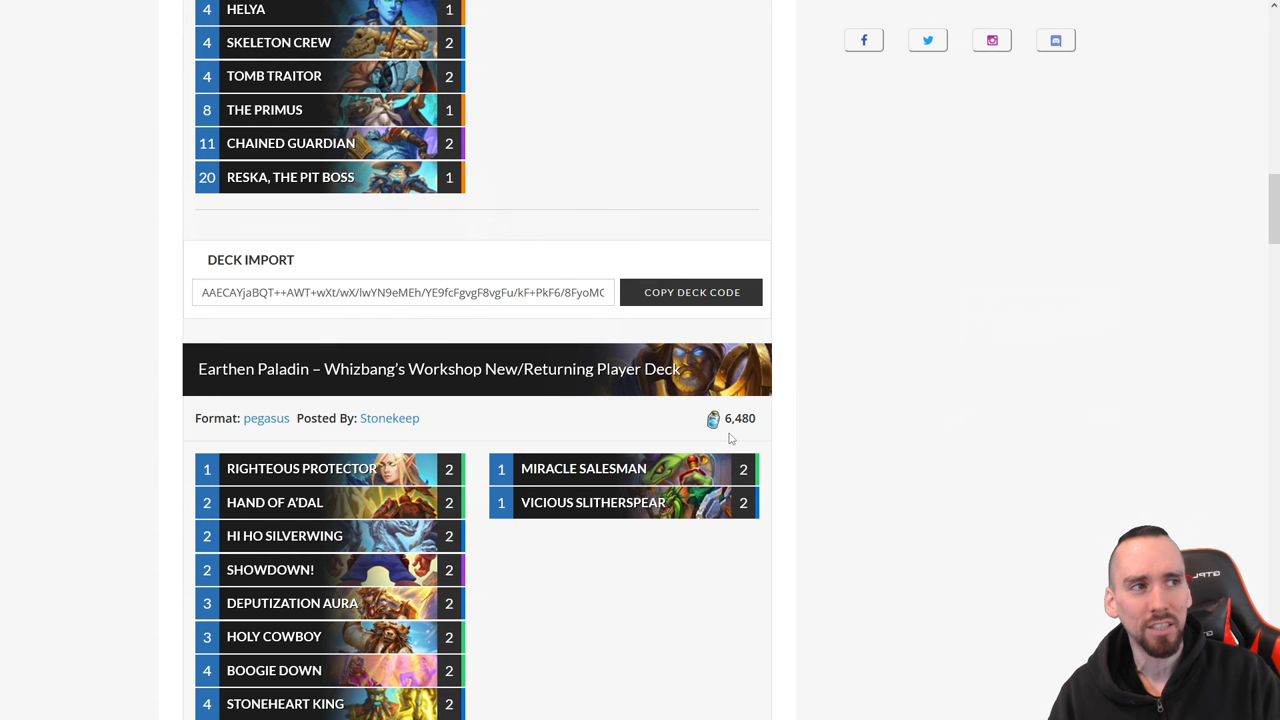 4 HELYA 1
4 SKELETON CREW 2
4 TOMB TRAITOR 2
8 THE PRIMUS 1
11 CHAINED GUARDIAN 2
20 RESKA, THE PIT BOSS 1
DECK IMPORT
AAECAYjaBQT++AWT+wXt/wX/lwYN9eMEh/YE9fcFgvgF8vgFu/kF+PkF6/8FyoMC
COPY DECK CODE
Earthen Paladin – Whizbang's Workshop New/Returning Player Deck
Format: pegasus Posted By: Stonekeep 6,480
1 RIGHTEOUS PROTECTOR 2
2 HAND OF A'DAL 2
2 HI HO SILVERWING 2
2 SHOWDOWN! 2
3 DEPUTIZATION AURA 2
3 HOLY COWBOY 2
4 BOOGIE DOWN 2
4 STONEHEART KING 2
1 MIRACLE SALESMAN 2
1 VICIOUS SLITHERSPEAR 2